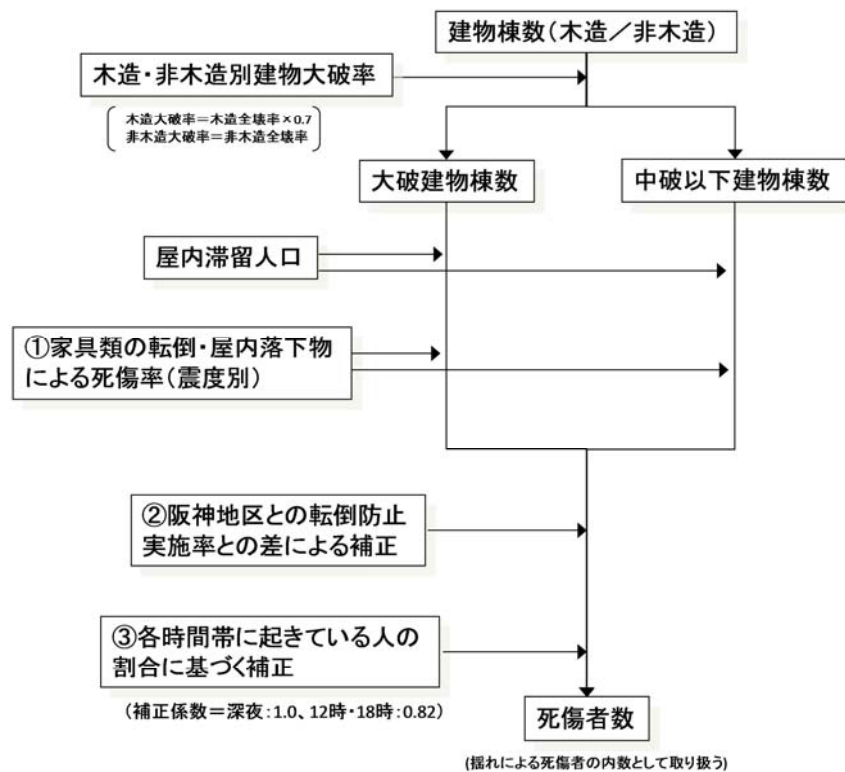 建物棟数(木造／非木造)
木造・非木造別建物大破率
木造大破率＝木造全壊率×0.7
非木造大破率＝非木造全壊率
大破建物棟数
中破以下建物棟数
屋内滞留人口
①家具類の転倒・屋内落下物
による死傷率(震度別)
②阪神地区との転倒防止
実施率との差による補正
③各時間帯に起きている人の
割合に基づく補正
(補正係数＝深夜:1.0、12時・18時:0.82)
死傷者数
(揺れによる死傷者の内数として取り扱う)